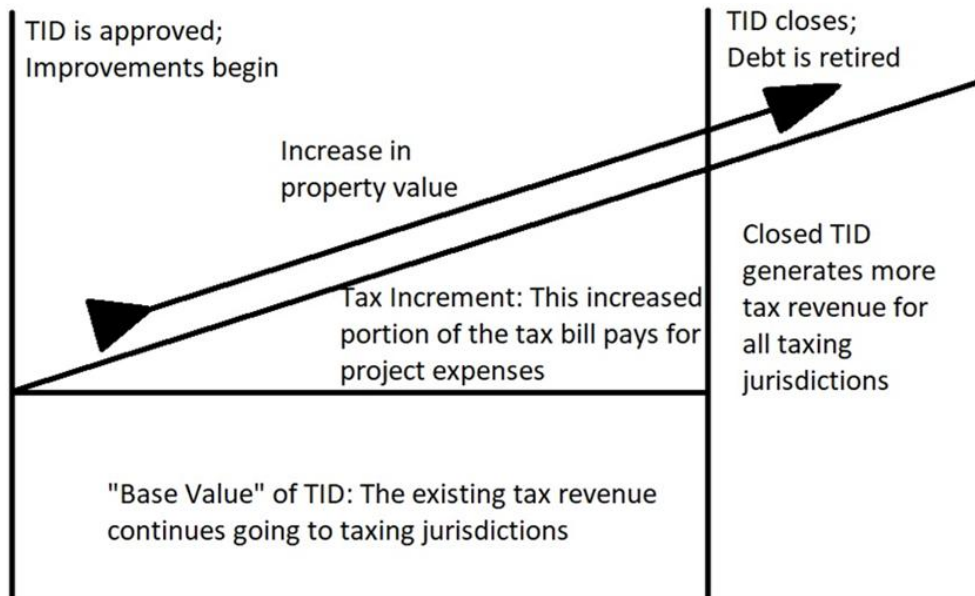 TID is approved;
Improvements begin
TID closes;
Debt is retired
Increase in
property value
Tax Increment: This increased
portion of the tax bill pays for
project expenses
Closed TID
generates more
tax revenue for
all taxing
jurisdictions
"Base Value" of TID: The existing tax revenue
continues going to taxing jurisdictions